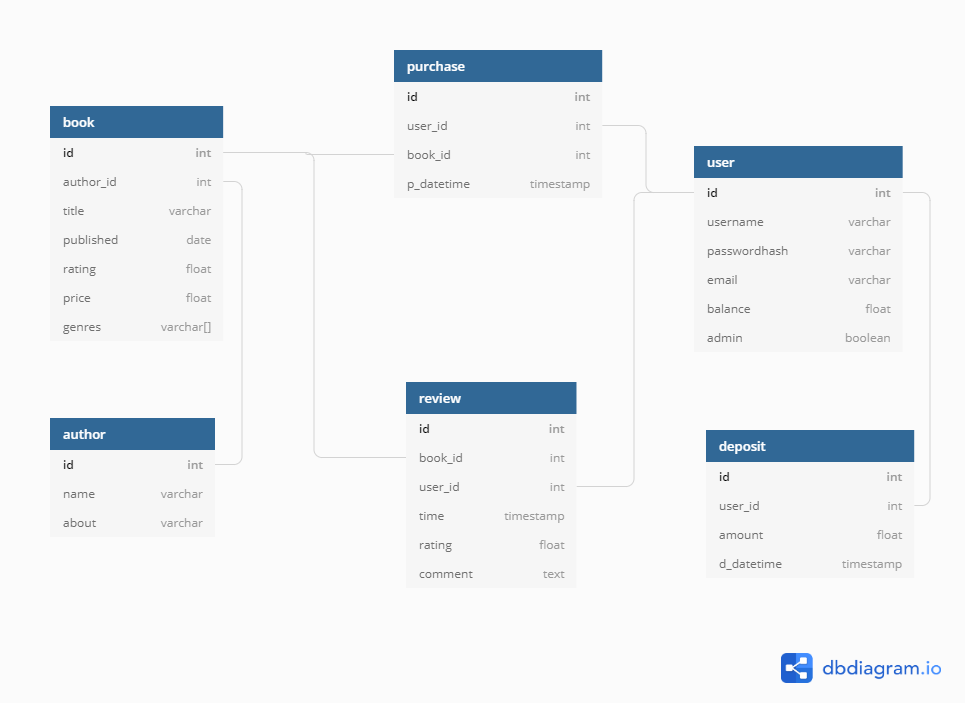 purchase
id int
user_id int
book_id int
p_datetime timestamp
book
id int
author_id int
title varchar
published date
rating float
price float
genres varchar[]
user
id int
username varchar
passwordhash varchar
email varchar
balance float
admin boolean
review
id int
book_id int
user_id int
time timestamp
rating float
comment text
author
id int
name varchar
about varchar
deposit
id int
user_id int
amount float
d_datetime timestamp
dbdiagram.io